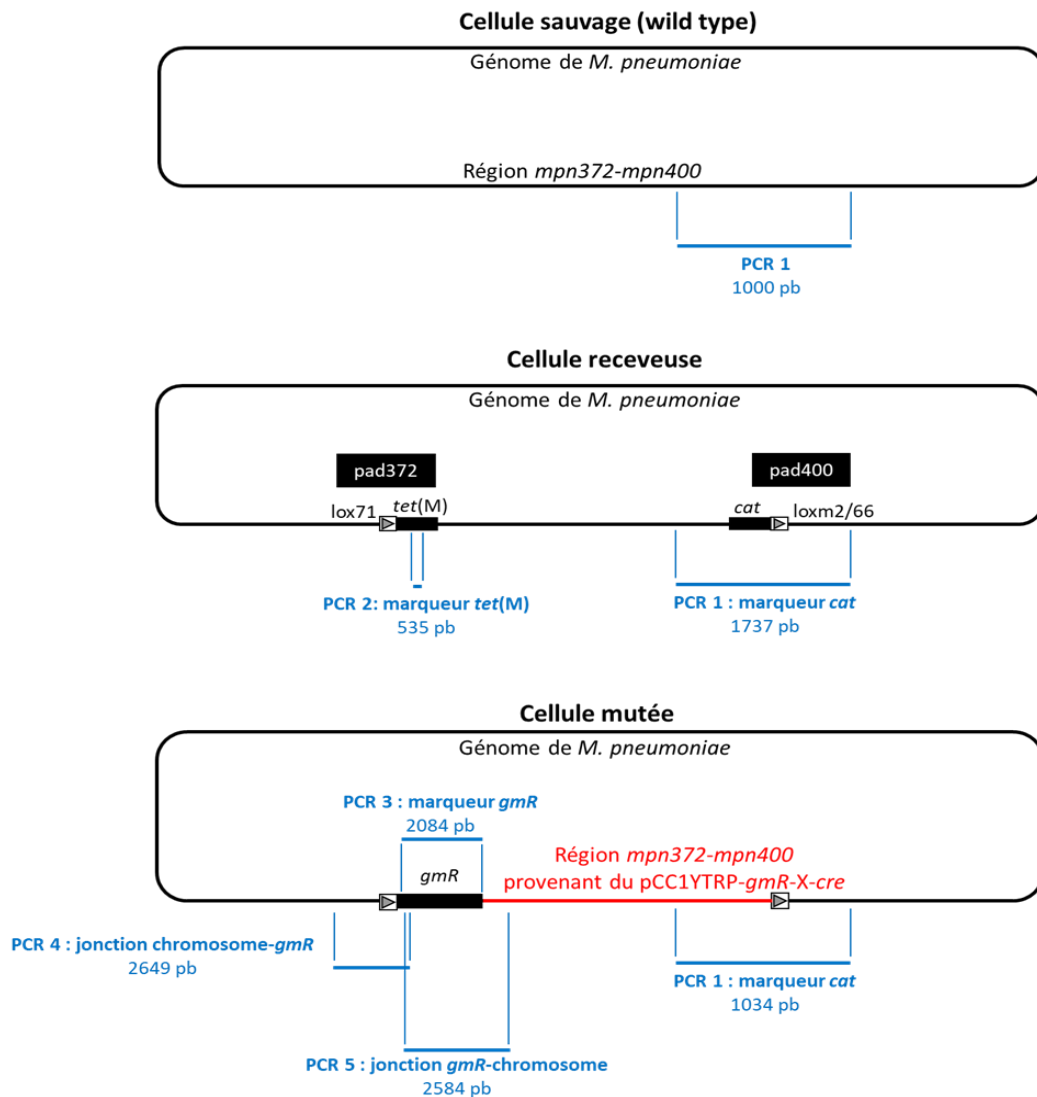 Cellule sauvage (wild type)
Génome de M. pneumoniae
Région mpn372-mpn400
PCR 1
1000 pb
Cellule receveuse
Génome de M. pneumoniae
pad372
pad400
lox71
tet(M)
cat
loxm2/66
PCR 2: marqueur tet(M)
535 pb
PCR 1 : marqueur cat
1737 pb
Cellule mutée
Génome de M. pneumoniae
PCR 3 : marqueur gmR
2084 pb
gmR
Région mpn372-mpn400
provenant du pCC1YTRP-gmR-X-cre
PCR 4 : jonction chromosome-gmR
2649 pb
PCR 1 : marqueur cat
1034 pb
PCR 5 : jonction gmR-chromosome
2584 pb